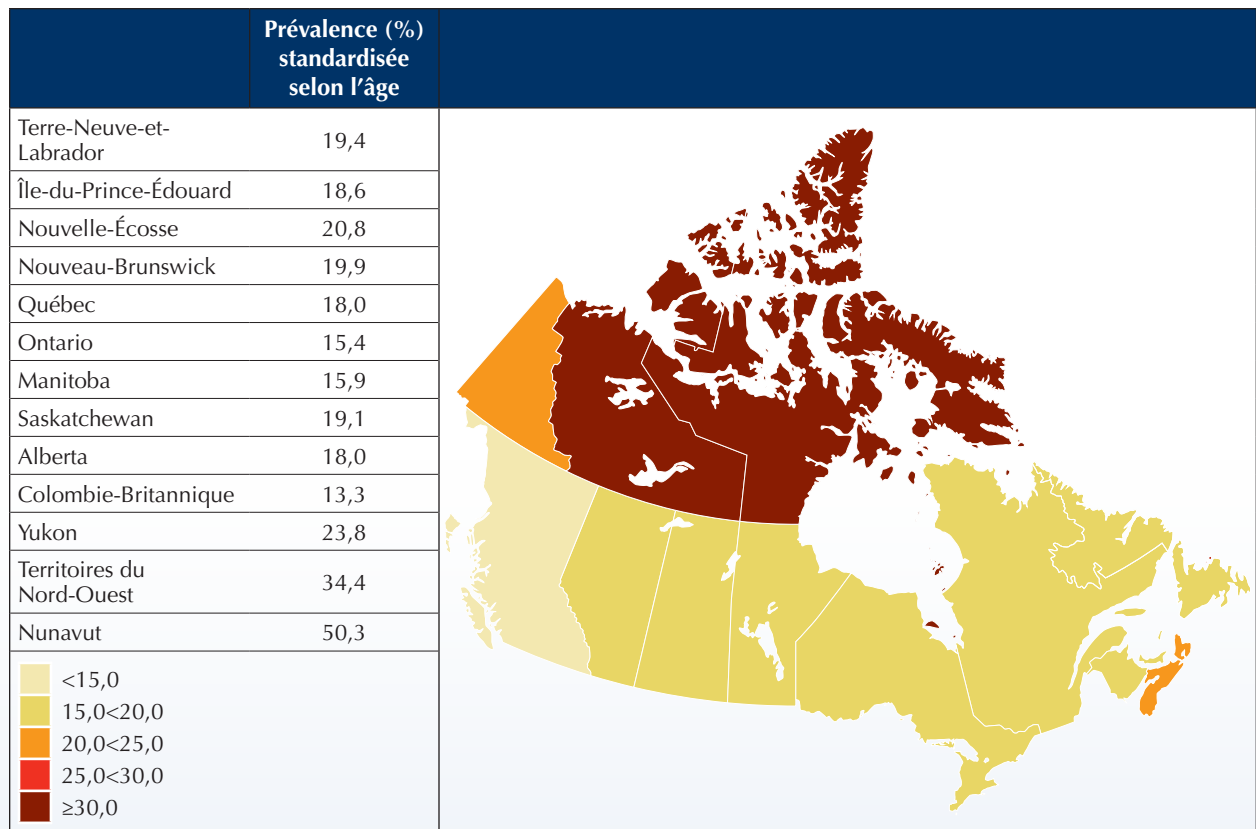 Prévalence (%)
standardisée
selon l'âge
Terre-Neuve-et-
Labrador
19,4
Île-du-Prince-Édouard 18,6
Nouvelle-Écosse 20,8
Nouveau-Brunswick 19,9
Québec 18,0
Ontario 15,4
Manitoba 15,9
Saskatchewan 19,1
Alberta 18,0
Colombie-Britannique 13,3
Yukon 23,8
Territoires du
Nord-Ouest
34,4
Nunavut 50,3
<15,0
15,0<20,0
20,0<25,0
25,0<30,0
≥30,0